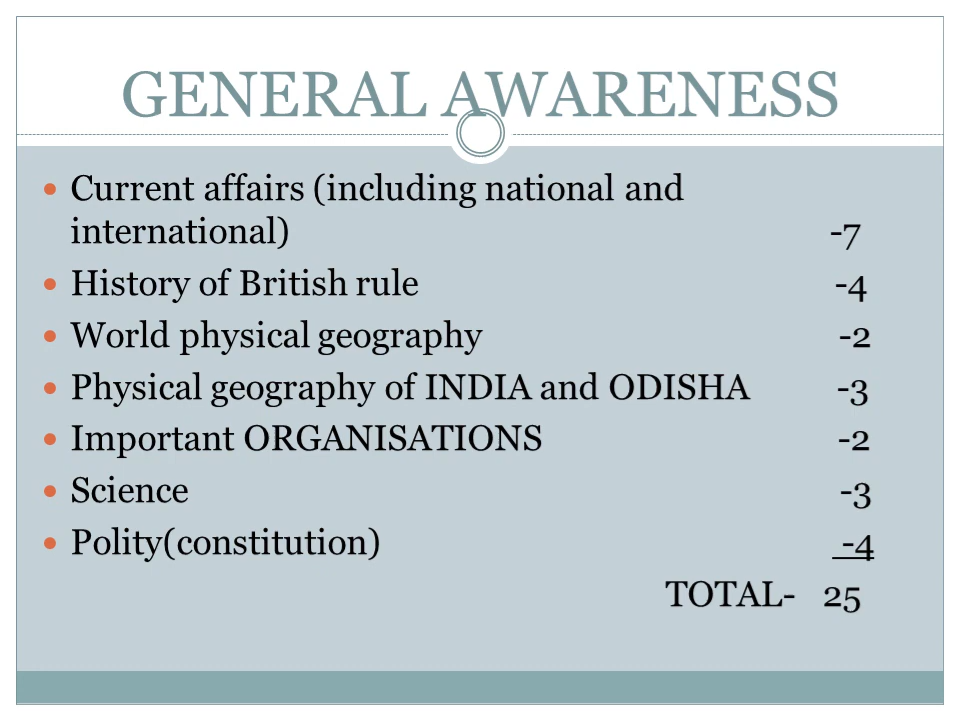 GENERAL AWARENESS
• Current affairs (including national and
international) -7
• History of British rule -4
• World physical geography -2
• Physical geography of INDIA and ODISHA -3
• Important ORGANISATIONS -2
• Science -3
• Polity(constitution) -4
TOTAL- 25